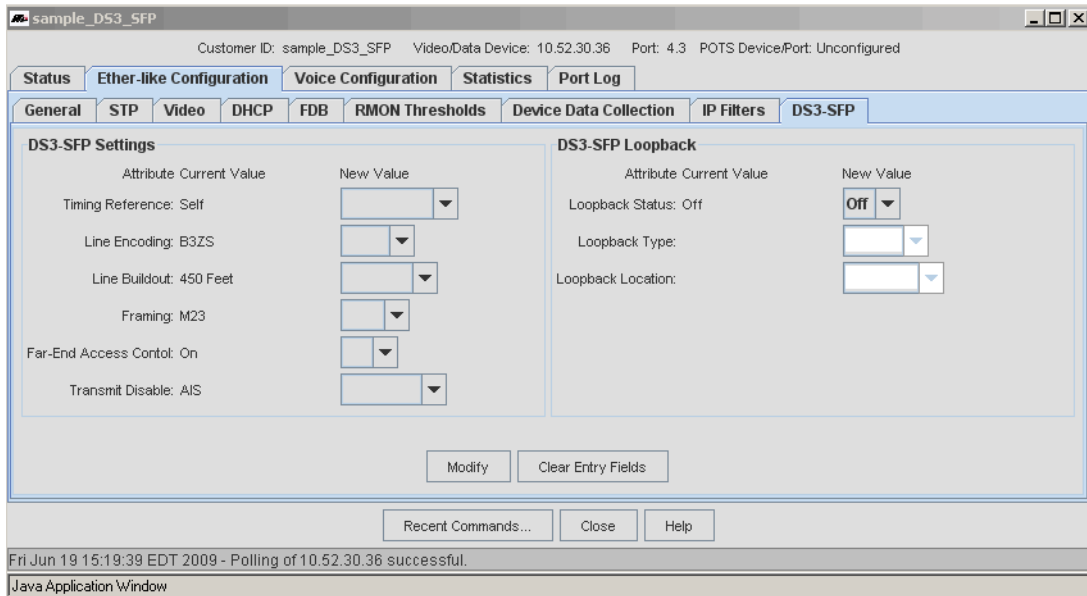 sample_DS3_SFP
Customer ID: sample_DS3_SFP Video/Data Device: 10.52.30.36 Port: 4.3 POTS Device/Port: Unconfigured
Status Ether-like Configuration Voice Configuration Statistics Port Log
General STP Video DHCP FDB RMON Thresholds Device Data Collection IP Filters DS3-SFP
DS3-SFP Settings
Attribute Current Value New Value
Timing Reference: Self
Line Encoding: B3ZS
Line Buildout: 450 Feet
Framing: M23
Far-End Access Contol: On
Transmit Disable: AIS
DS3-SFP Loopback
Attribute Current Value New Value
Loopback Status: Off Off
Loopback Type:
Loopback Location:
Modify Clear Entry Fields
Recent Commands... Close Help
Fri Jun 19 15:19:39 EDT 2009 - Polling of 10.52.30.36 successful.
Java Application Window